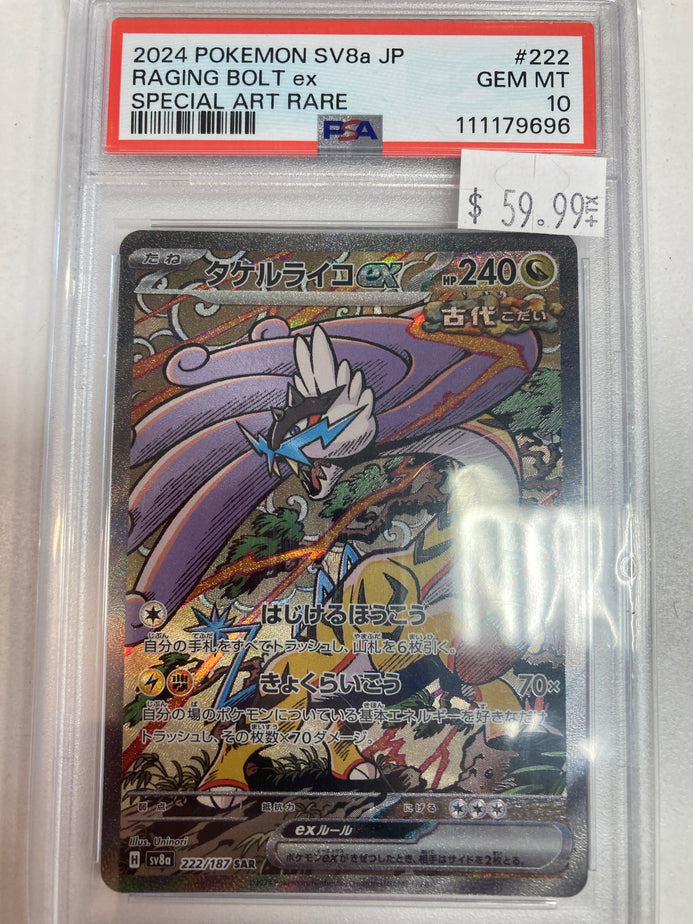 2024 POKEMON SV8a JP #222
RAGING BOLT ex GEM MT
SPECIAL ART RARE 10
PSA 111179696
$ 59.99 +TX
たね タケルライコex HP 240
古代 こだい
はじけるほうこう
自分の手札をすべてトラッシュし、山札を6枚引く。
きょくらいごう 70×
自分の場のポケモンについている基本エネルギーを好きなだけ
トラッシュし、その枚数×70ダメージ。
弱点 抵抗力 にげる
exルール
ポケモンexがきぜつしたとき、相手はサイドを2枚とる。
Illus. Uninori
H sv8a 222/187 SAR